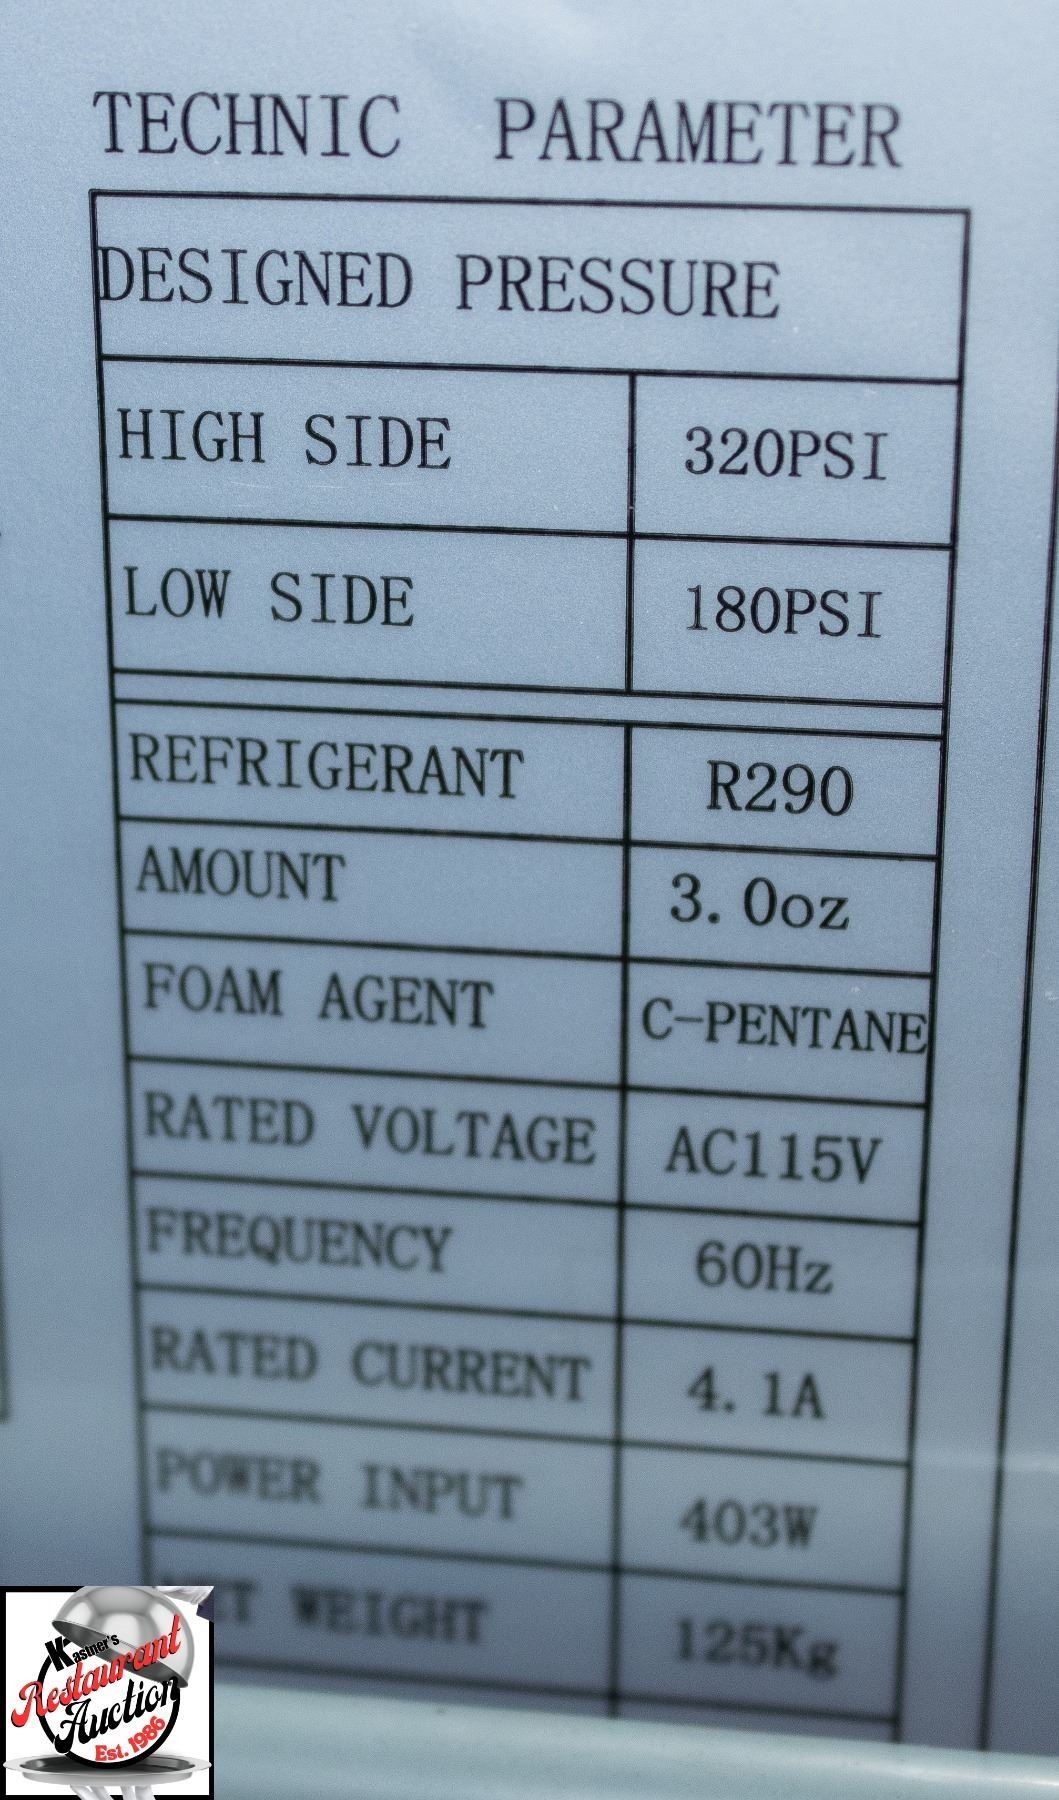 TECHNIC PARAMETER
DESIGNED PRESSURE
HIGH SIDE 320PSI
LOW SIDE 180PSI
REFRIGERANT R290
AMOUNT 3.0oz
FOAM AGENT C-PENTANE
RATED VOLTAGE AC115V
FREQUENCY 60Hz
RATED CURRENT 4.1A
POWER INPUT 403W
WEIGHT 125Kg
Kastner's
Restaurant
Auction
Est. 1986